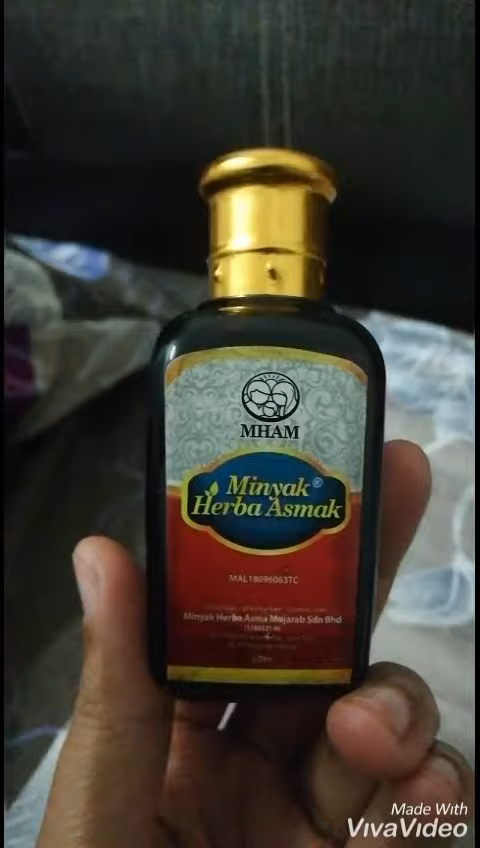 MHAM
Minyak®
Herba Asmak
MAL18096063TC
Minyak Herba Asma Mujarab Sdn Bhd
Made With
VivaVideo